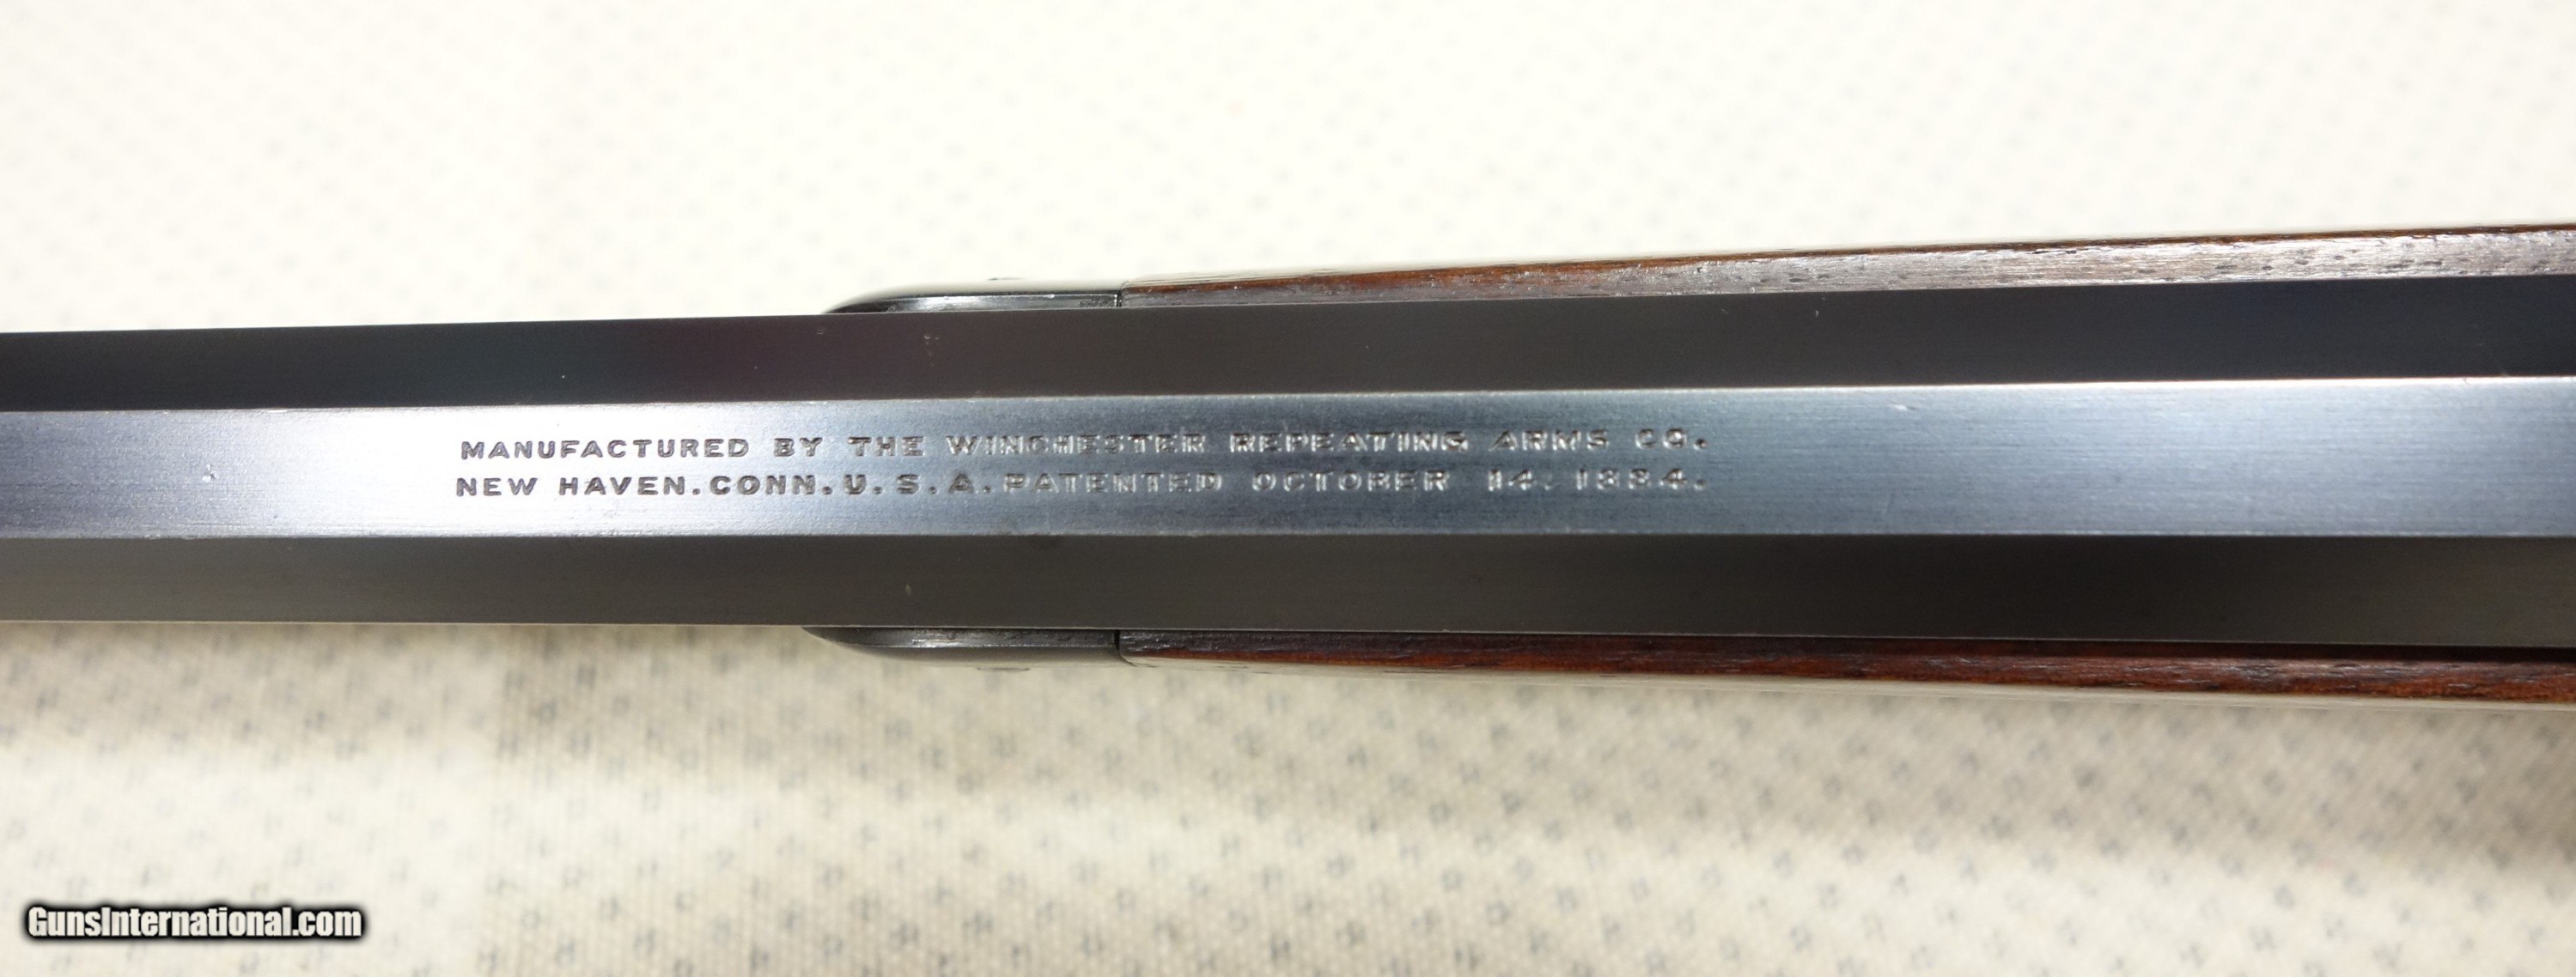 MANUFACTURED BY THE WINCHESTER REPEATING ARMS CO.
NEW HAVEN. CONN. U. S. A. PATENTED OCTOBER 14. 1884.
GunsInternational.com